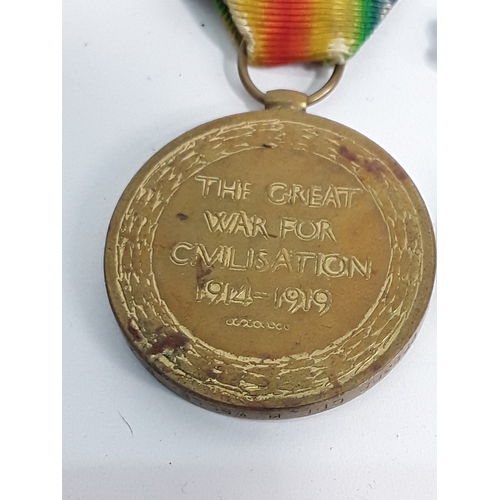 THE GREAT
WAR FOR
CIVILISATION
1914-1919